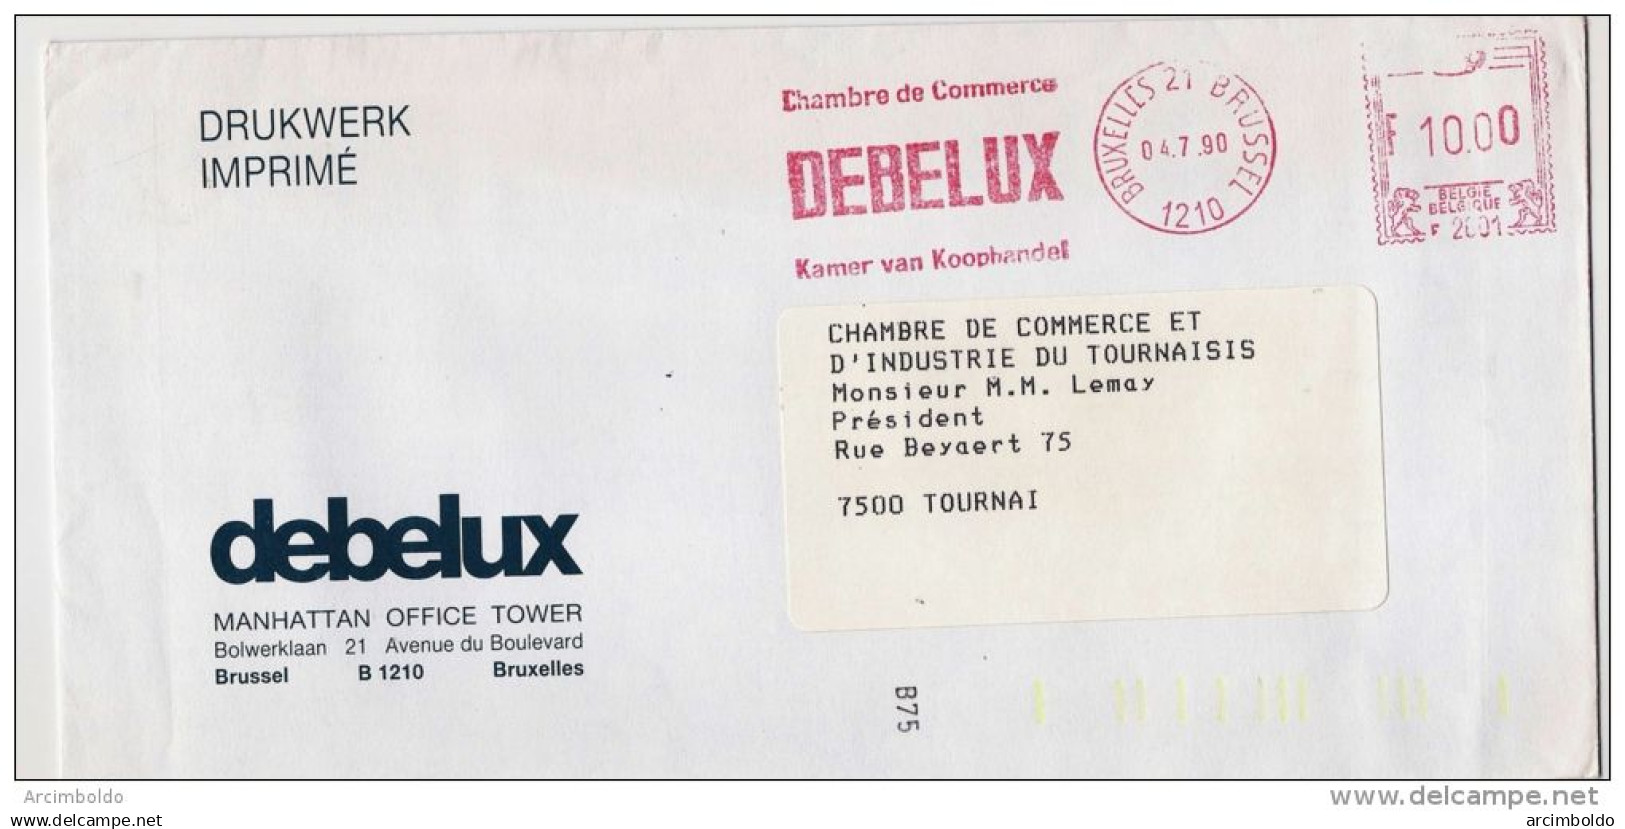 DRUKWERK
IMPRIMÉ
Chambre de Commerce
DEBELUX
Kamer van Koophandel
BRUXELLES 21 BRUSSEL
04.7.90
1210
10.00
BELGIE
BELGIQUE
F 2601
CHAMBRE DE COMMERCE ET
D'INDUSTRIE DU TOURNAISIS
Monsieur M.M. Lemay
Président
Rue Beyaert 75
7500 TOURNAI
debelux
MANHATTAN OFFICE TOWER
Bolwerklaan 21 Avenue du Boulevard
Brussel B 1210 Bruxelles
B75
Arcimboldo
www.delcampe.net
arcimboldo
arcimboldo